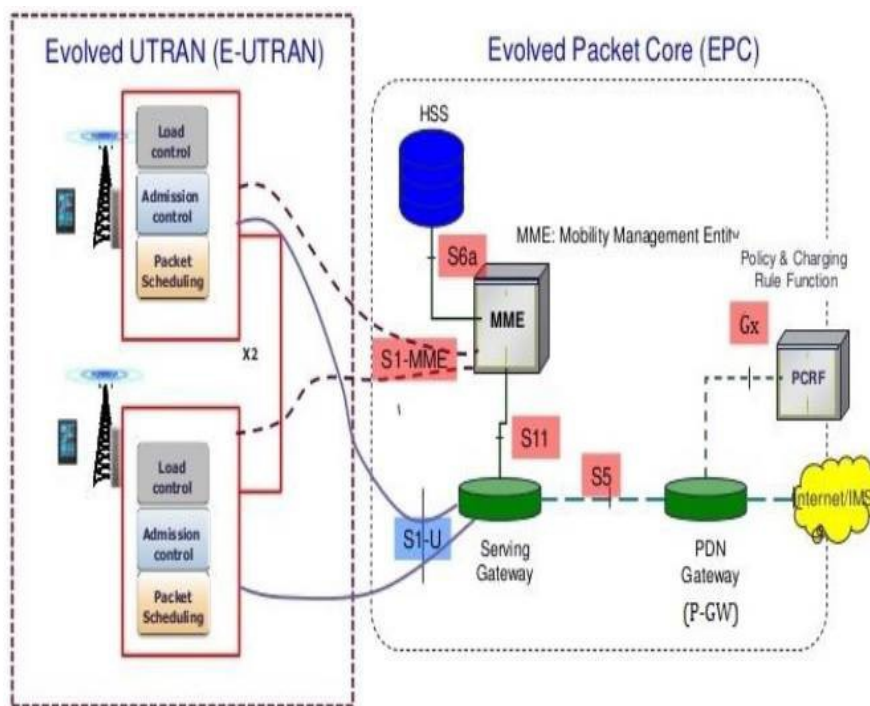 Evolved UTRAN (E-UTRAN)
Load
control
Admission
control
Packet
Scheduling
X2
Load
control
Admission
control
Packet
Scheduling
Evolved Packet Core (EPC)
HSS
S6a
MME: Mobility Management Entity
MME
S1-MME
Policy & Charging
Rule Function
Gx
PCRF
S11
S5
S1-U
Serving
Gateway
PDN
Gateway
(P-GW)
Internet/IMS